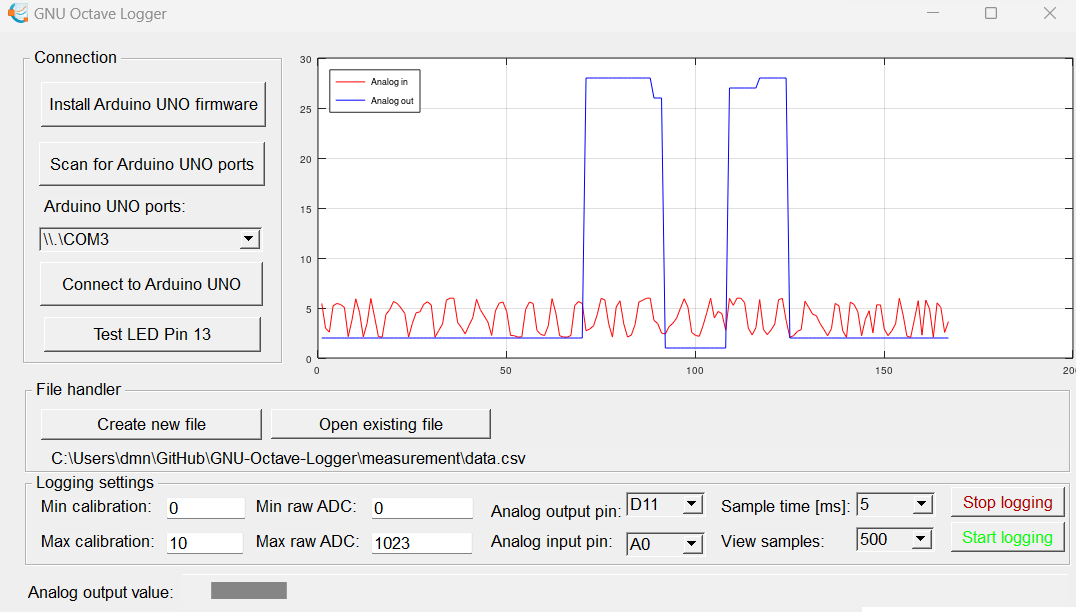 GNU Octave Logger
Connection
Install Arduino UNO firmware
Scan for Arduino UNO ports
Arduino UNO ports:
\\.\COM3
Connect to Arduino UNO
Test LED Pin 13
30
25
20
15
10
5
0
Analog in
Analog out
0 50 100 150 20
File handler
Create new file Open existing file
C:\Users\dmn\GitHub\GNU-Octave-Logger\measurement\data.csv
Logging settings
Min calibration: 0 Min raw ADC: 0 Analog output pin: D11 Sample time [ms]: 5 Stop logging
Max calibration: 10 Max raw ADC: 1023 Analog input pin: A0 View samples: 500 Start logging
Analog output value: